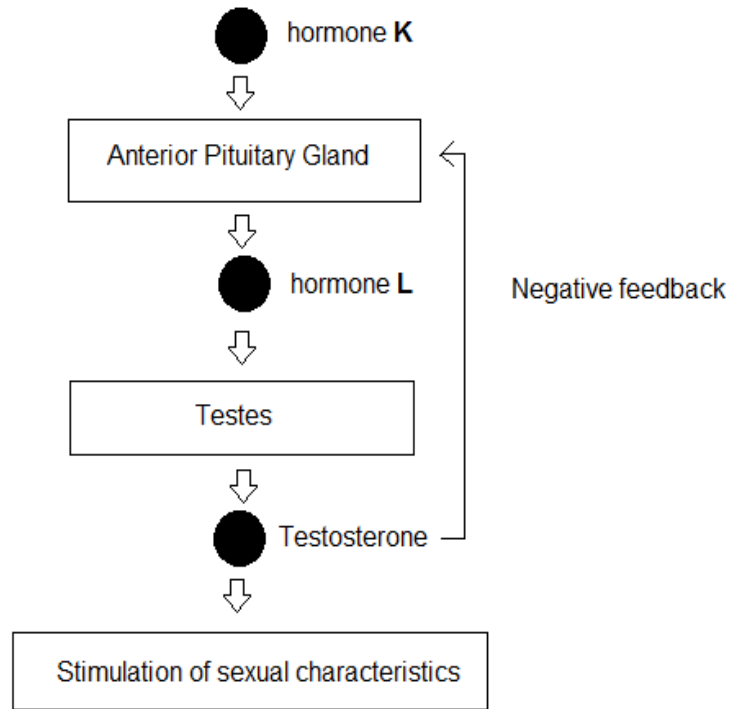 hormone K
Anterior Pituitary Gland
hormone L
Negative feedback
Testes
Testosterone
Stimulation of sexual characteristics